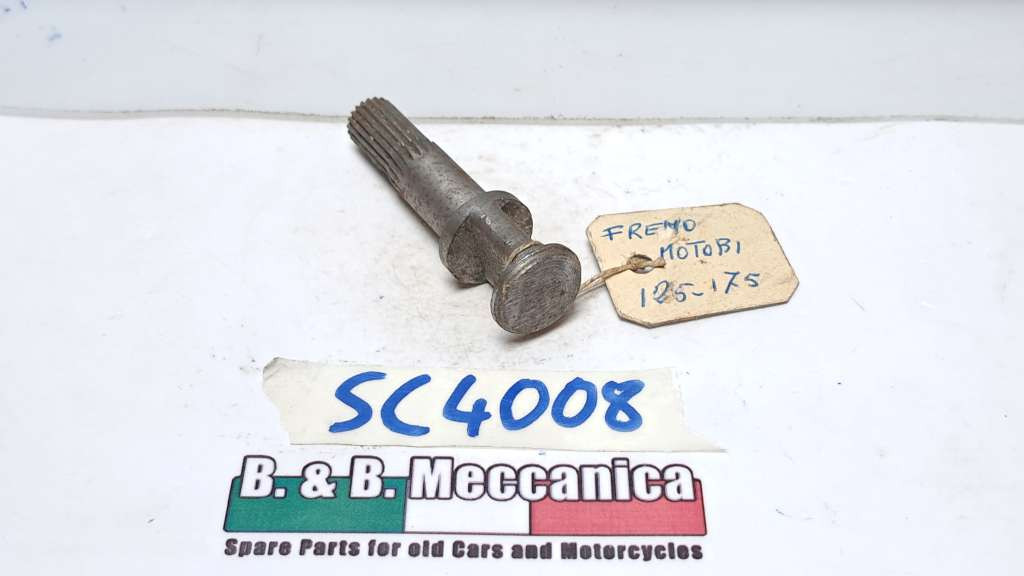 FRENO
MOTOBI
125-175
SC4008
B. & B. Meccanica
Spare Parts for old Cars and Motorcycles